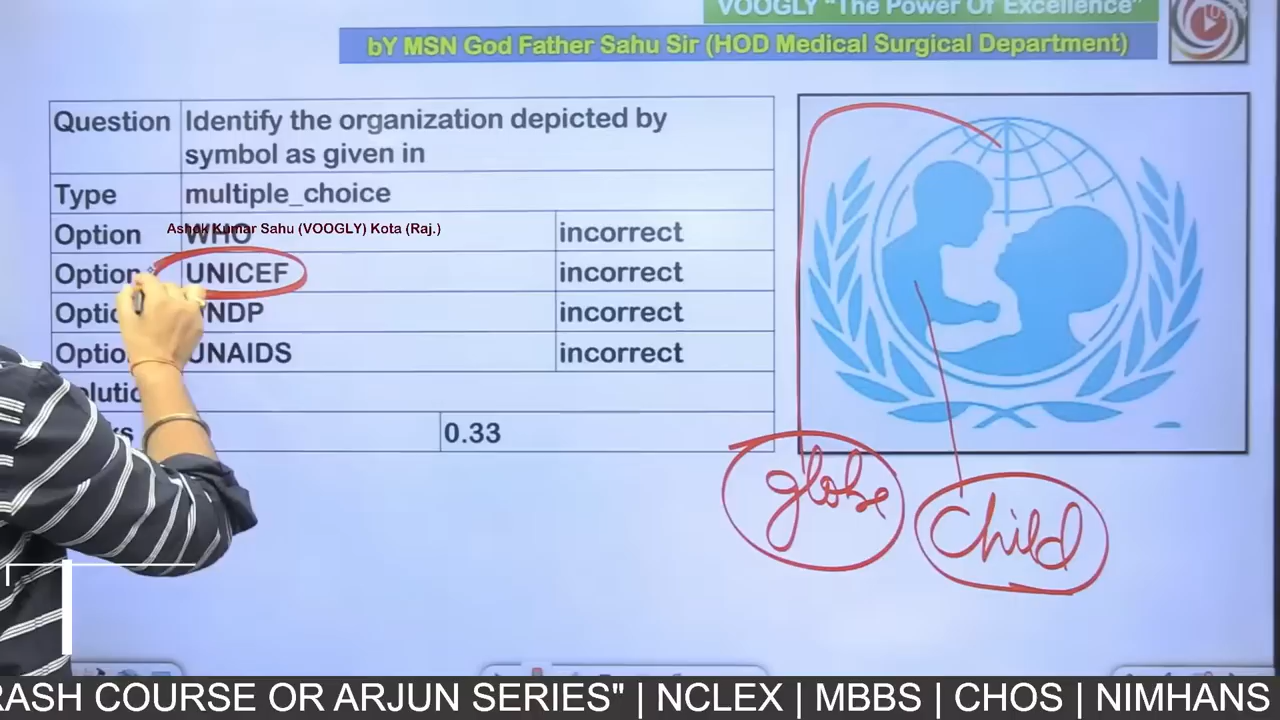 VOOGLY "The Power Of Excellence"
bY MSN God Father Sahu Sir (HOD Medical Surgical Department)
Question Identify the organization depicted by
symbol as given in
Type multiple_choice
Option WHO incorrect
Ashok Kumar Sahu (VOOGLY) Kota (Raj.)
Option UNICEF incorrect
incorrect
UNAIDS incorrect
0.33
globe
child
RASH COURSE OR ARJUN SERIES" | NCLEX | MBBS | CHOS | NIMHANS